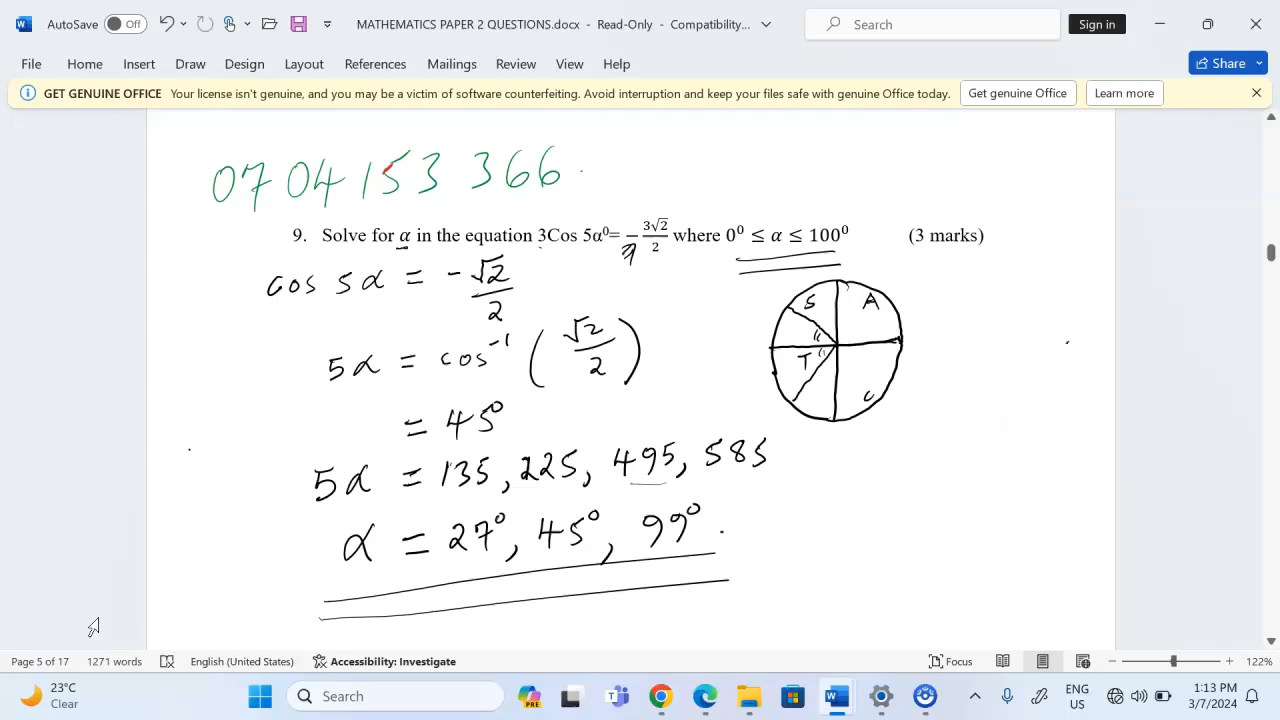 AutoSave Off MATHEMATICS PAPER 2 QUESTIONS.docx - Read-Only - Compatibility... Search Sign in
File Home Insert Draw Design Layout References Mailings Review View Help Share
GET GENUINE OFFICE Your license isn't genuine, and you may be a victim of software counterfeiting. Avoid interruption and keep your files safe with genuine Office today. Get genuine Office Learn more
0704153 366
9. Solve for α in the equation 3Cos 5α⁰= − 3√2/2 where 0⁰ ≤ α ≤ 100⁰ (3 marks)
cos 5α = - √2/2
S A
T C
5α = cos⁻¹ (√2/2)
= 45°
5α = 135, 225, 495, 585
α = 27°, 45°, 99°.
Page 5 of 17 1271 words English (United States) Accessibility: Investigate Focus 122%
23°C
Clear
Search
PRE
ENG
US
1:13 PM
3/7/2024